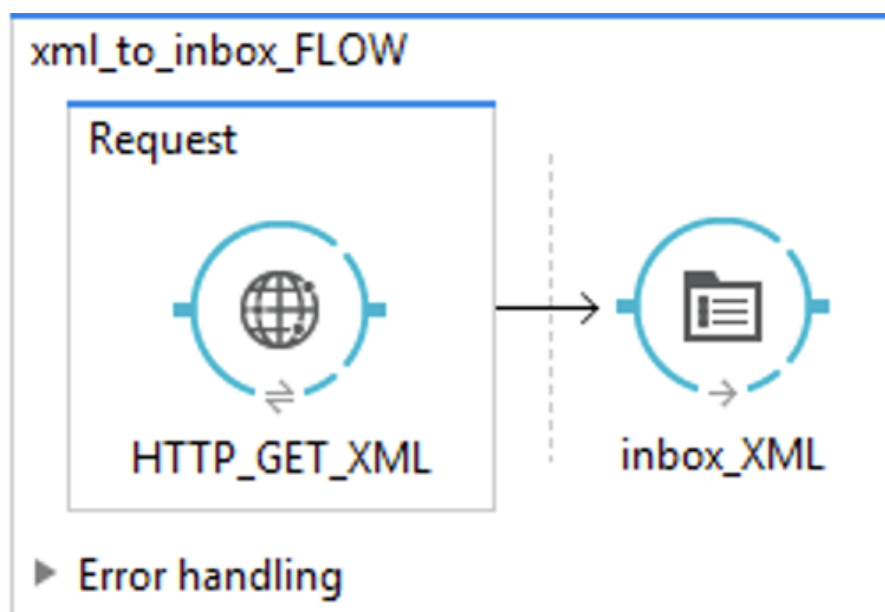 xml_to_inbox_FLOW
Request
HTTP_GET_XML
inbox_XML
Error handling